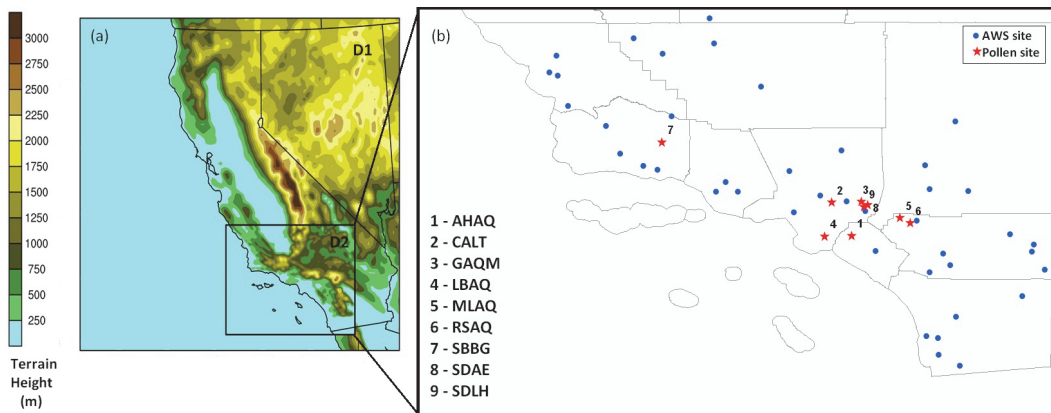 3000
2750
2500
2250
2000
1750
1500
1250
1000
750
500
250
Terrain
Height
(m)
(a)
D1
D2
(b)
AWS site
Pollen site
7
2
3
9
8
4
1
5
6
1 - AHAQ
2 - CALT
3 - GAQM
4 - LBAQ
5 - MLAQ
6 - RSAQ
7 - SBBG
8 - SDAE
9 - SDLH